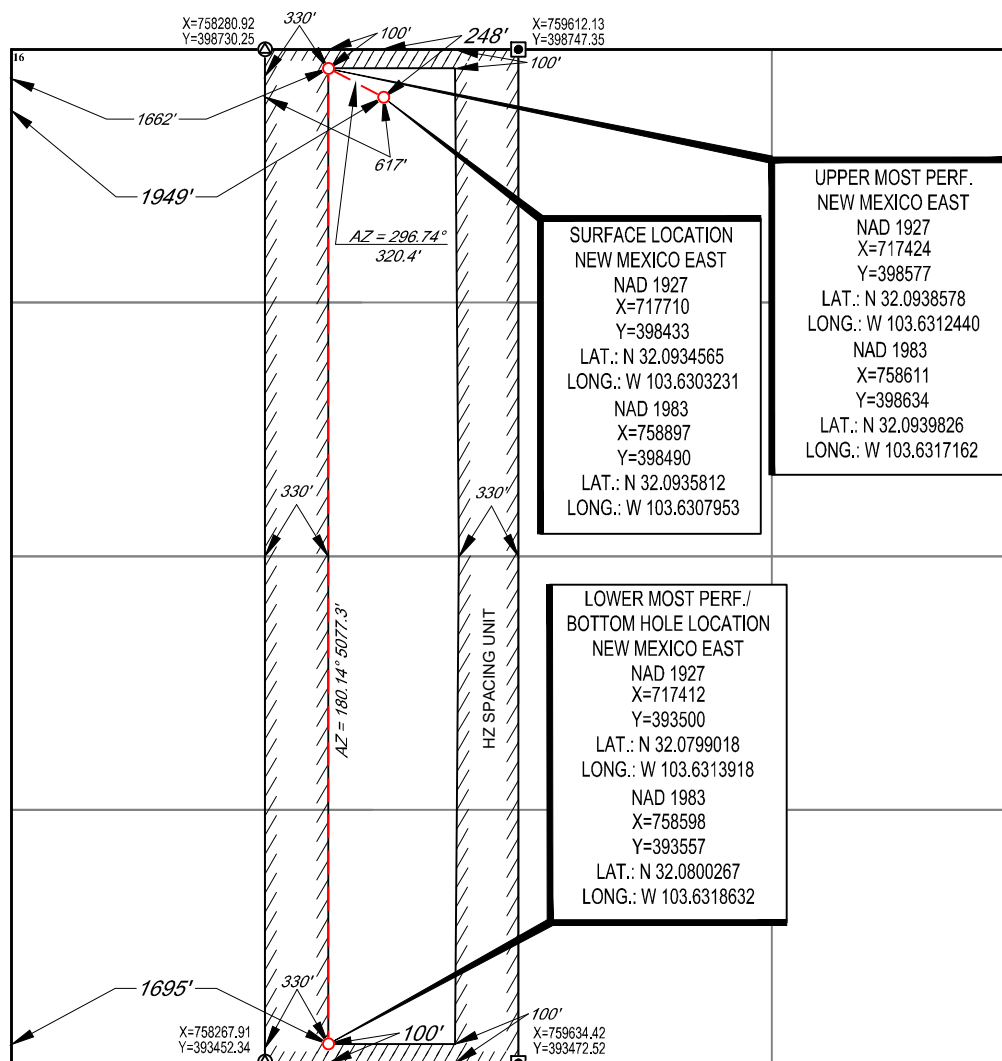 X=758280.92
Y=398730.25
330'
100'
248'
X=759612.13
Y=398747.35
100'
16
1662'
617'
1949'
AZ = 296.74°
320.4'
UPPER MOST PERF.
NEW MEXICO EAST
NAD 1927
X=717424
Y=398577
LAT.: N 32.0938578
LONG.: W 103.6312440
NAD 1983
X=758611
Y=398634
LAT.: N 32.0939826
LONG.: W 103.6317162
SURFACE LOCATION
NEW MEXICO EAST
NAD 1927
X=717710
Y=398433
LAT.: N 32.0934565
LONG.: W 103.6303231
NAD 1983
X=758897
Y=398490
LAT.: N 32.0935812
LONG.: W 103.6307953
330'
330'
AZ = 180.14° 5077.3'
HZ SPACING UNIT
LOWER MOST PERF./
BOTTOM HOLE LOCATION
NEW MEXICO EAST
NAD 1927
X=717412
Y=393500
LAT.: N 32.0799018
LONG.: W 103.6313918
NAD 1983
X=758598
Y=393557
LAT.: N 32.0800267
LONG.: W 103.6318632
1695'
330'
100'
100'
X=758267.91
Y=393452.34
X=759634.42
Y=393472.52